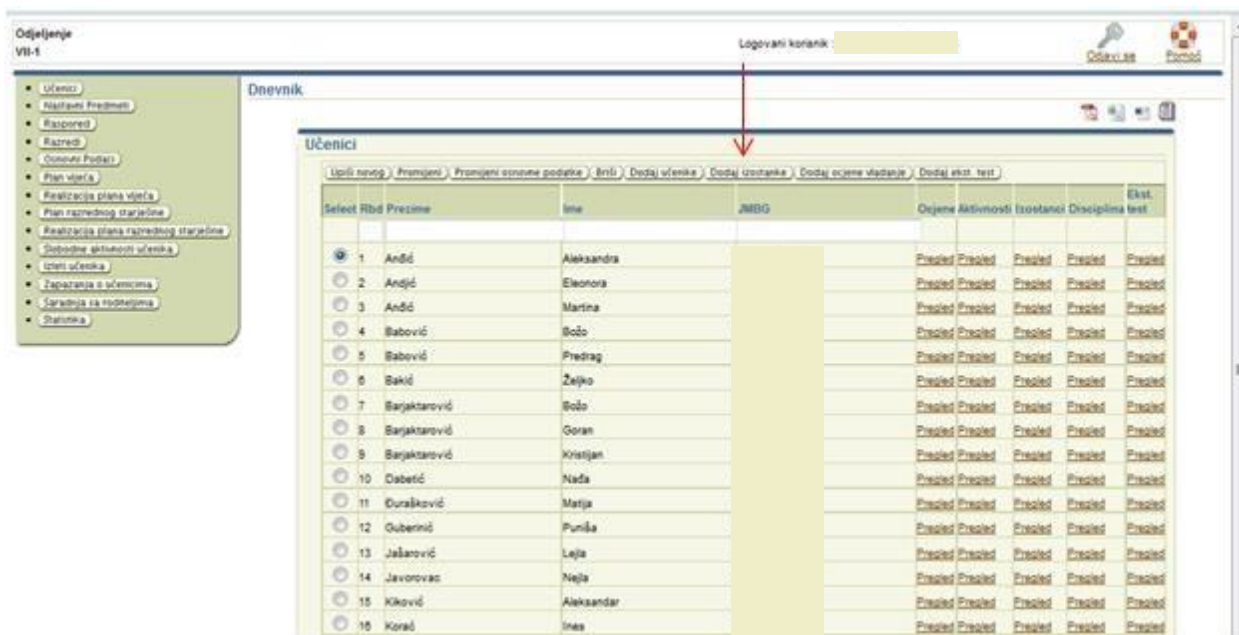 Odjeljenje
VII-1
Logovani korisnik :
Odjavi se
Pomoć
Učenici
Nastavni Predmeti
Raspored
Razredi
Osnovni Podaci
Plan vijeća
Realizacija plana vijeća
Plan razrednog starješine
Realizacija plana razrednog starješine
Slobodne aktivnosti učenika
Izleti učenika
Zapazanja o učenicima
Saradnja sa roditeljima
Statistika
Dnevnik
Učenici
Upiši novog Promijeni Promijeni osnovne podatke Briši Dodaj učenike Dodaj izostanke Dodaj ocjene vladanje Dodaj ekst. test
Select Rbd Prezime Ime JMBG Ocjene Aktivnosti Izostanci Disciplina Ekst. test
1 Anđić Aleksandra Pregled Pregled Pregled Pregled Pregled
2 Andjić Eleonora Pregled Pregled Pregled Pregled Pregled
3 Anđić Martina Pregled Pregled Pregled Pregled Pregled
4 Babović Božo Pregled Pregled Pregled Pregled Pregled
5 Babović Predrag Pregled Pregled Pregled Pregled Pregled
6 Bakić Željko Pregled Pregled Pregled Pregled Pregled
7 Barjaktarović Božo Pregled Pregled Pregled Pregled Pregled
8 Barjaktarović Goran Pregled Pregled Pregled Pregled Pregled
9 Barjaktarović Kristijan Pregled Pregled Pregled Pregled Pregled
10 Dabetić Nađa Pregled Pregled Pregled Pregled Pregled
11 Đurašković Matija Pregled Pregled Pregled Pregled Pregled
12 Guberinić Puniša Pregled Pregled Pregled Pregled Pregled
13 Jašarović Lejla Pregled Pregled Pregled Pregled Pregled
14 Javorovac Nejla Pregled Pregled Pregled Pregled Pregled
15 Kiković Aleksandar Pregled Pregled Pregled Pregled Pregled
16 Korać Ines Pregled Pregled Pregled Pregled Pregled